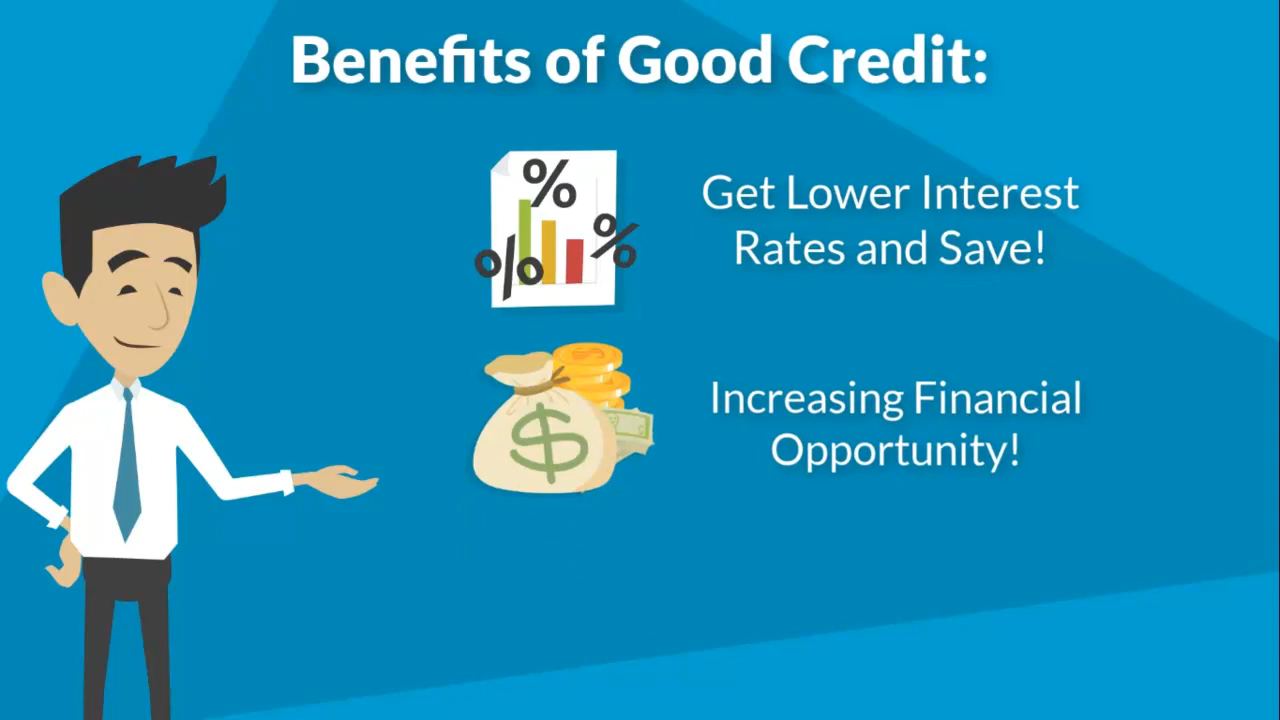 Benefits of Good Credit:
%
%
%
Get Lower Interest
Rates and Save!
$
Increasing Financial
Opportunity!